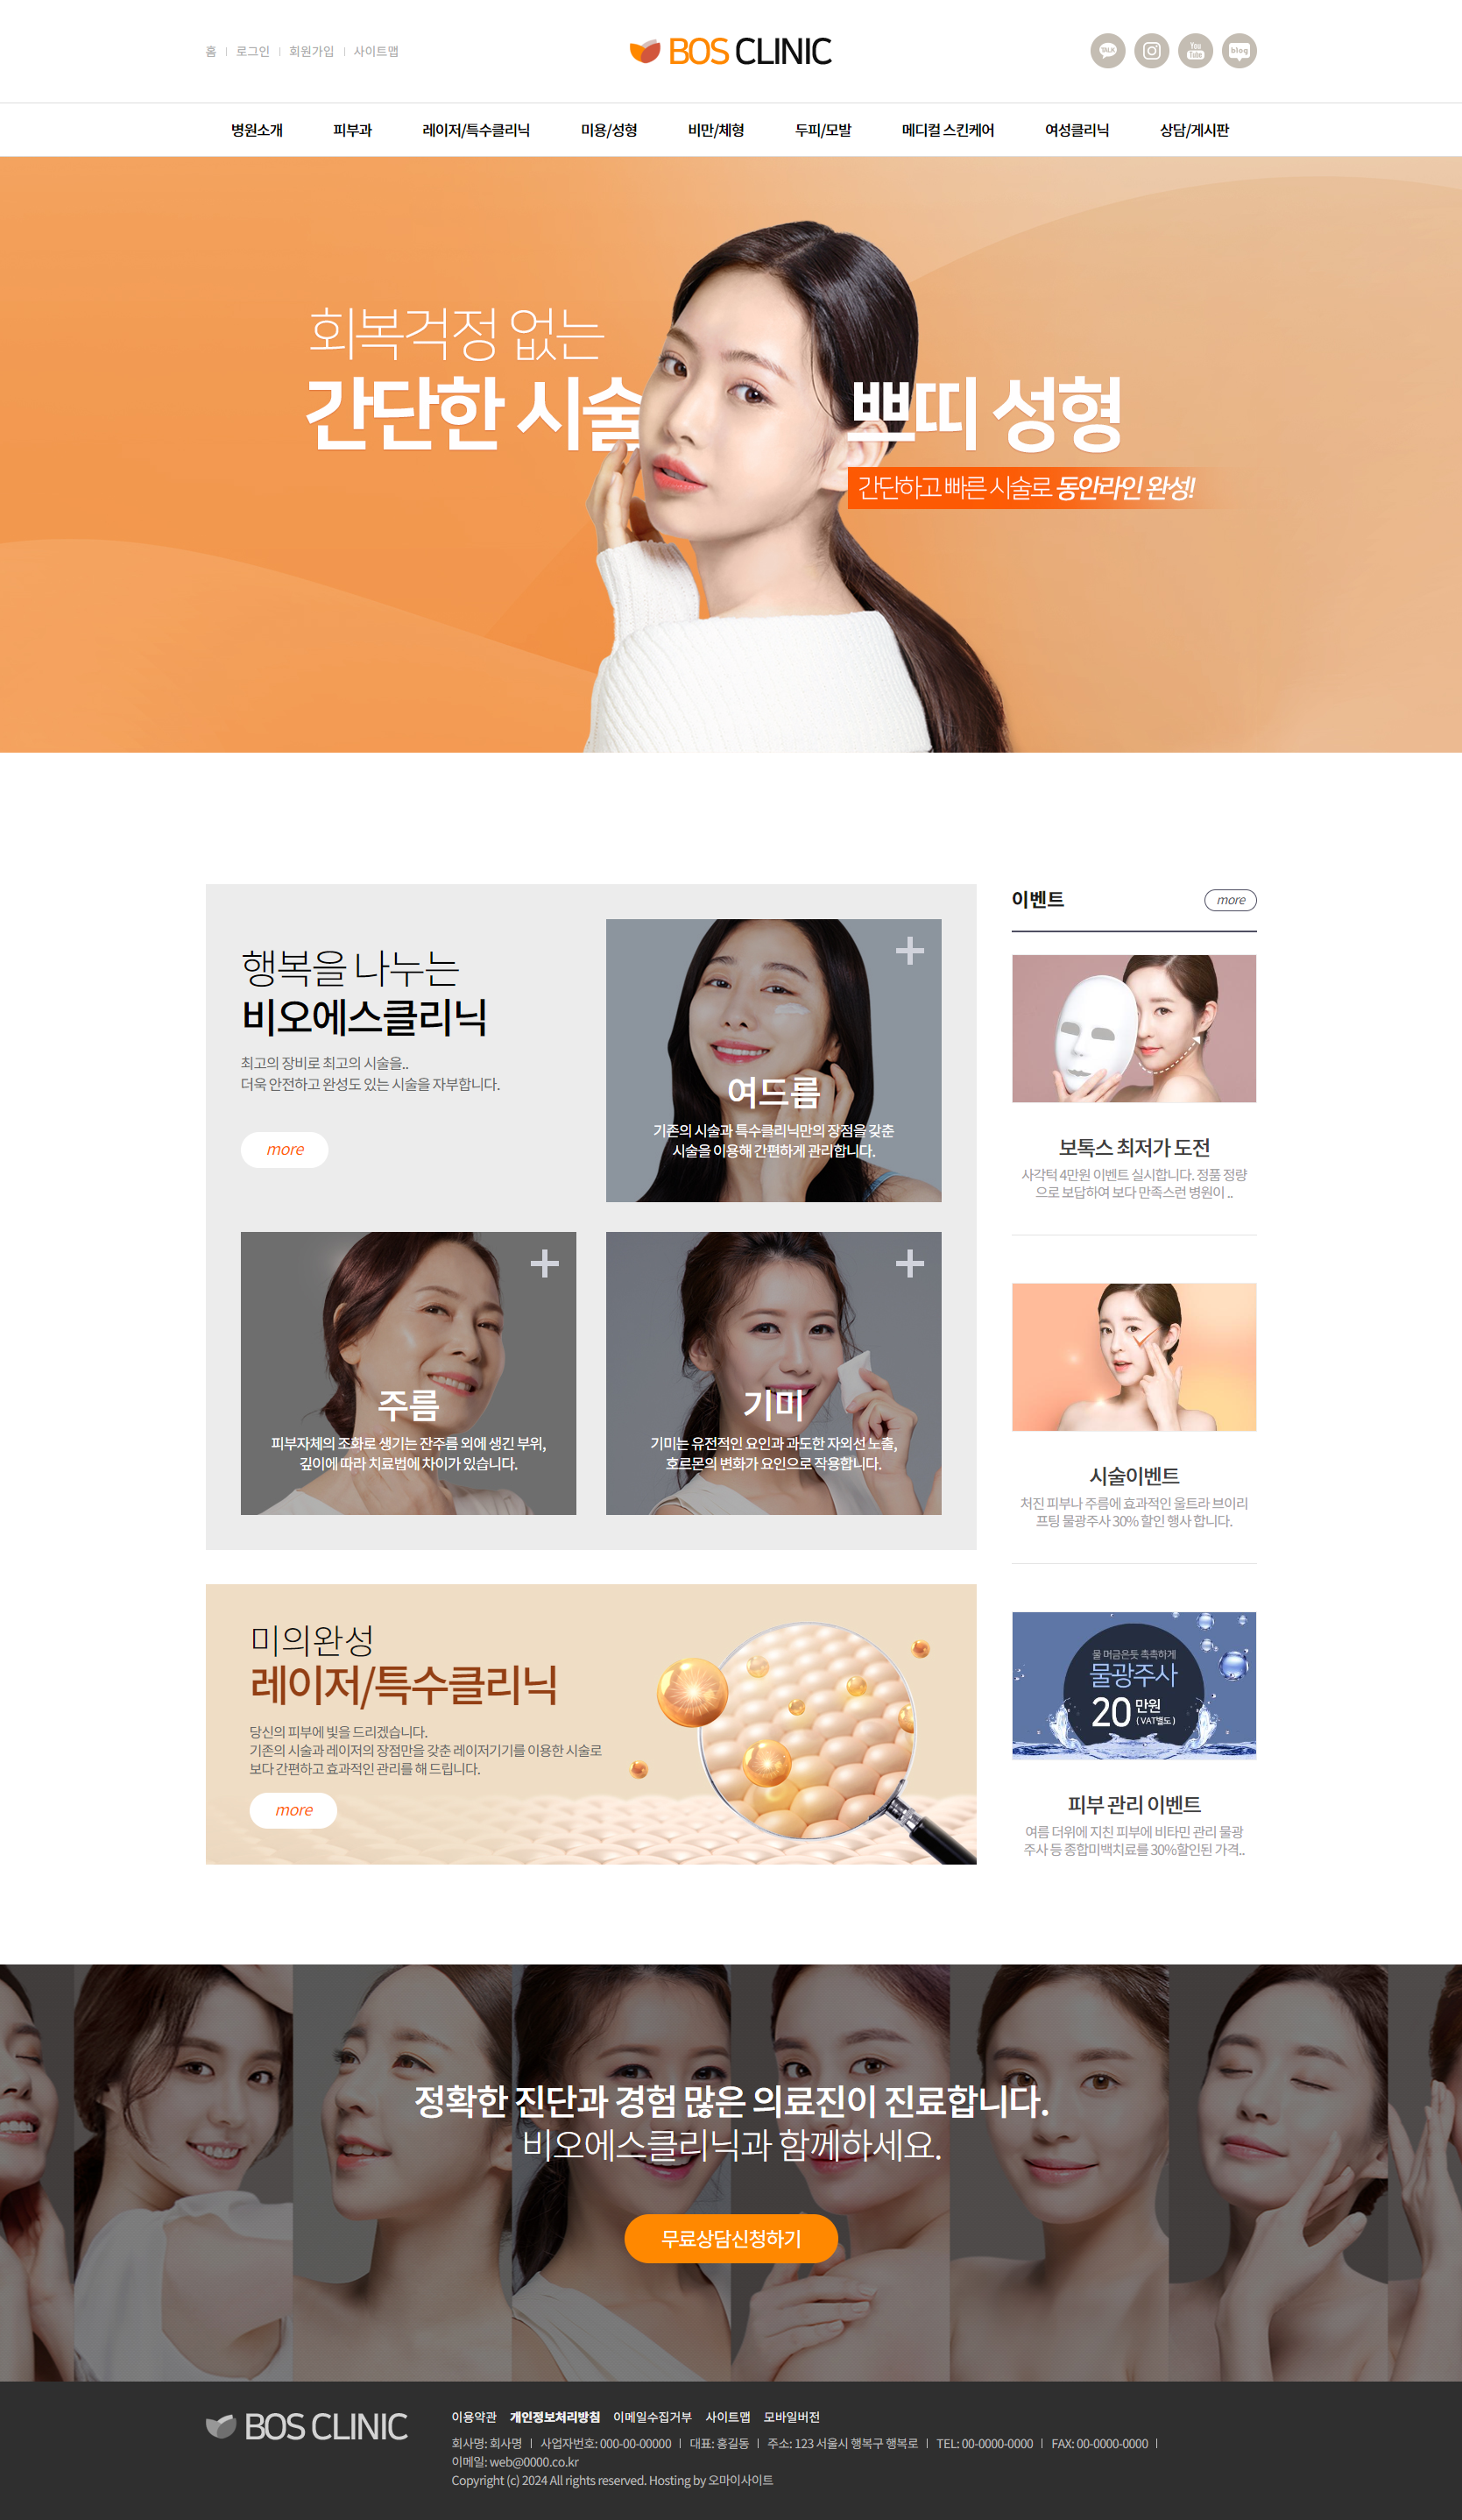 홈 로그인 회원가입 사이트맵
BOS CLINIC
TALK
You Tube
blog
병원소개 피부과 레이저/특수클리닉 미용/성형 비만/체형 두피/모발 메디컬 스킨케어 여성클리닉 상담/게시판
회복걱정 없는
간단한 시술 쁘띠 성형
간단하고 빠른 시술로 동안라인 완성!
행복을 나누는
비오에스클리닉
최고의 장비로 최고의 시술을..
더욱 안전하고 완성도 있는 시술을 자부합니다.
more
여드름
기존의 시술과 특수클리닉만의 장점을 갖춘
시술을 이용해 간편하게 관리합니다.
주름
피부자체의 조화로 생기는 잔주름 외에 생긴 부위,
깊이에 따라 치료법에 차이가 있습니다.
기미
기미는 유전적인 요인과 과도한 자외선 노출,
호르몬의 변화가 요인으로 작용합니다.
미의완성
레이저/특수클리닉
당신의 피부에 빛을 드리겠습니다.
기존의 시술과 레이저의 장점만을 갖춘 레이저기기를 이용한 시술로
보다 간편하고 효과적인 관리를 해 드립니다.
more
이벤트
more
보톡스 최저가 도전
사각턱 4만원 이벤트 실시합니다. 정품 정량
으로 보답하여 보다 만족스런 병원이 ..
시술이벤트
처진 피부나 주름에 효과적인 울트라 브이리
프팅 물광주사 30% 할인 행사 합니다.
물 머금은듯 촉촉하게
물광주사
20 만원
(VAT별도)
피부 관리 이벤트
여름 더위에 지친 피부에 비타민 관리 물광
주사 등 종합미백치료를 30%할인된 가격..
정확한 진단과 경험 많은 의료진이 진료합니다.
비오에스클리닉과 함께하세요.
무료상담신청하기
BOS CLINIC
이용약관 개인정보처리방침 이메일수집거부 사이트맵 모바일버전
회사명: 회사명 | 사업자번호: 000-00-00000 | 대표: 홍길동 | 주소: 123 서울시 행복구 행복로 | TEL: 00-0000-0000 | FAX: 00-0000-0000 |
이메일: web@0000.co.kr
Copyright (c) 2024 All rights reserved. Hosting by 오마이사이트